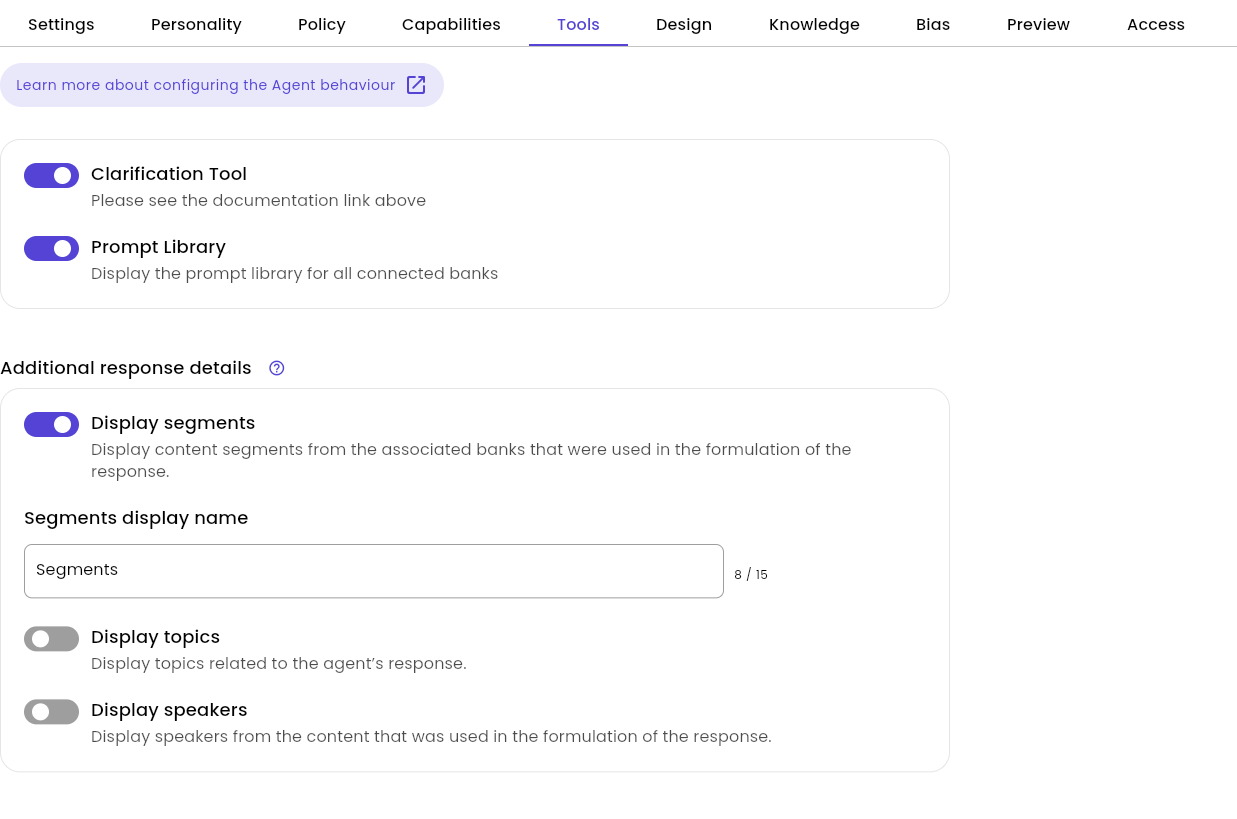 Settings Personality Policy Capabilities Tools Design Knowledge Bias Preview Access
Learn more about configuring the Agent behaviour
Clarification Tool
Please see the documentation link above
Prompt Library
Display the prompt library for all connected banks
Additional response details
Display segments
Display content segments from the associated banks that were used in the formulation of the
response.
Segments display name
Segments
8 / 15
Display topics
Display topics related to the agent’s response.
Display speakers
Display speakers from the content that was used in the formulation of the response.